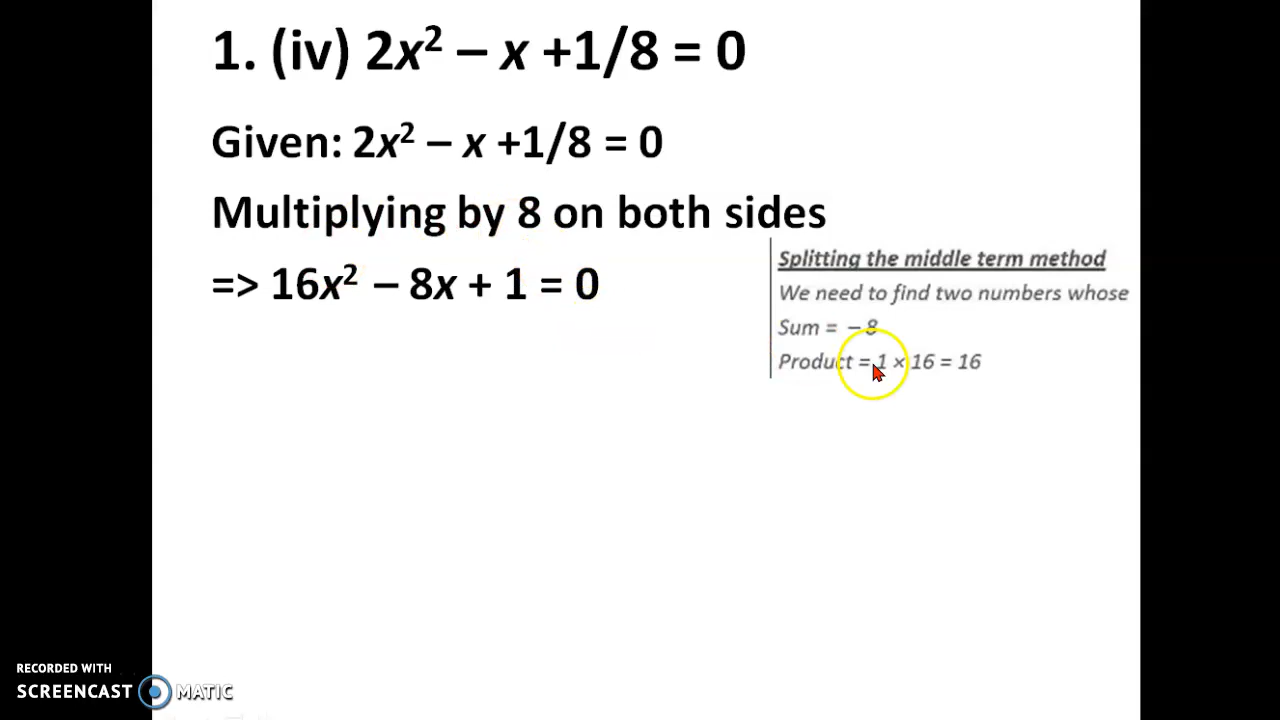 1. (iv) 2x² – x +1/8 = 0
Given: 2x² – x +1/8 = 0
Multiplying by 8 on both sides
=> 16x² – 8x + 1 = 0
Splitting the middle term method
We need to find two numbers whose
Sum = – 8
Product = 1 × 16 = 16
RECORDED WITH
SCREENCAST MATIC